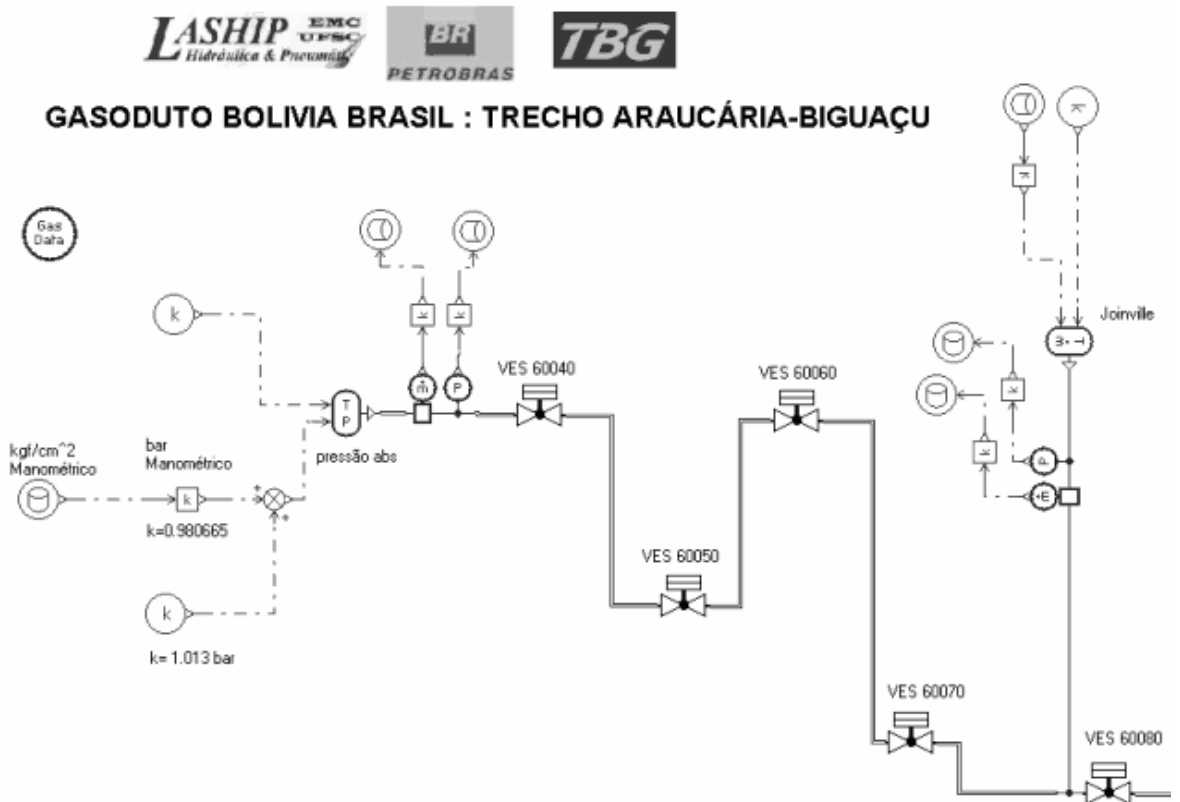 LASHIP EMC
UFSC
Hidráulica & Pneumática
BR
PETROBRAS
TBG
GASODUTO BOLIVIA BRASIL : TRECHO ARAUCÁRIA-BIGUAÇU
Gas
Data
k
k
k
k
k
Joinville
k
k
VES 60040
VES 60060
ṁ
P
T
P
pressão abs
kgf/cm^2
Manométrico
bar
Manométrico
k
k=0.980665
+
+
P
VES 60050
k
k= 1.013 bar
VES 60070
VES 60080